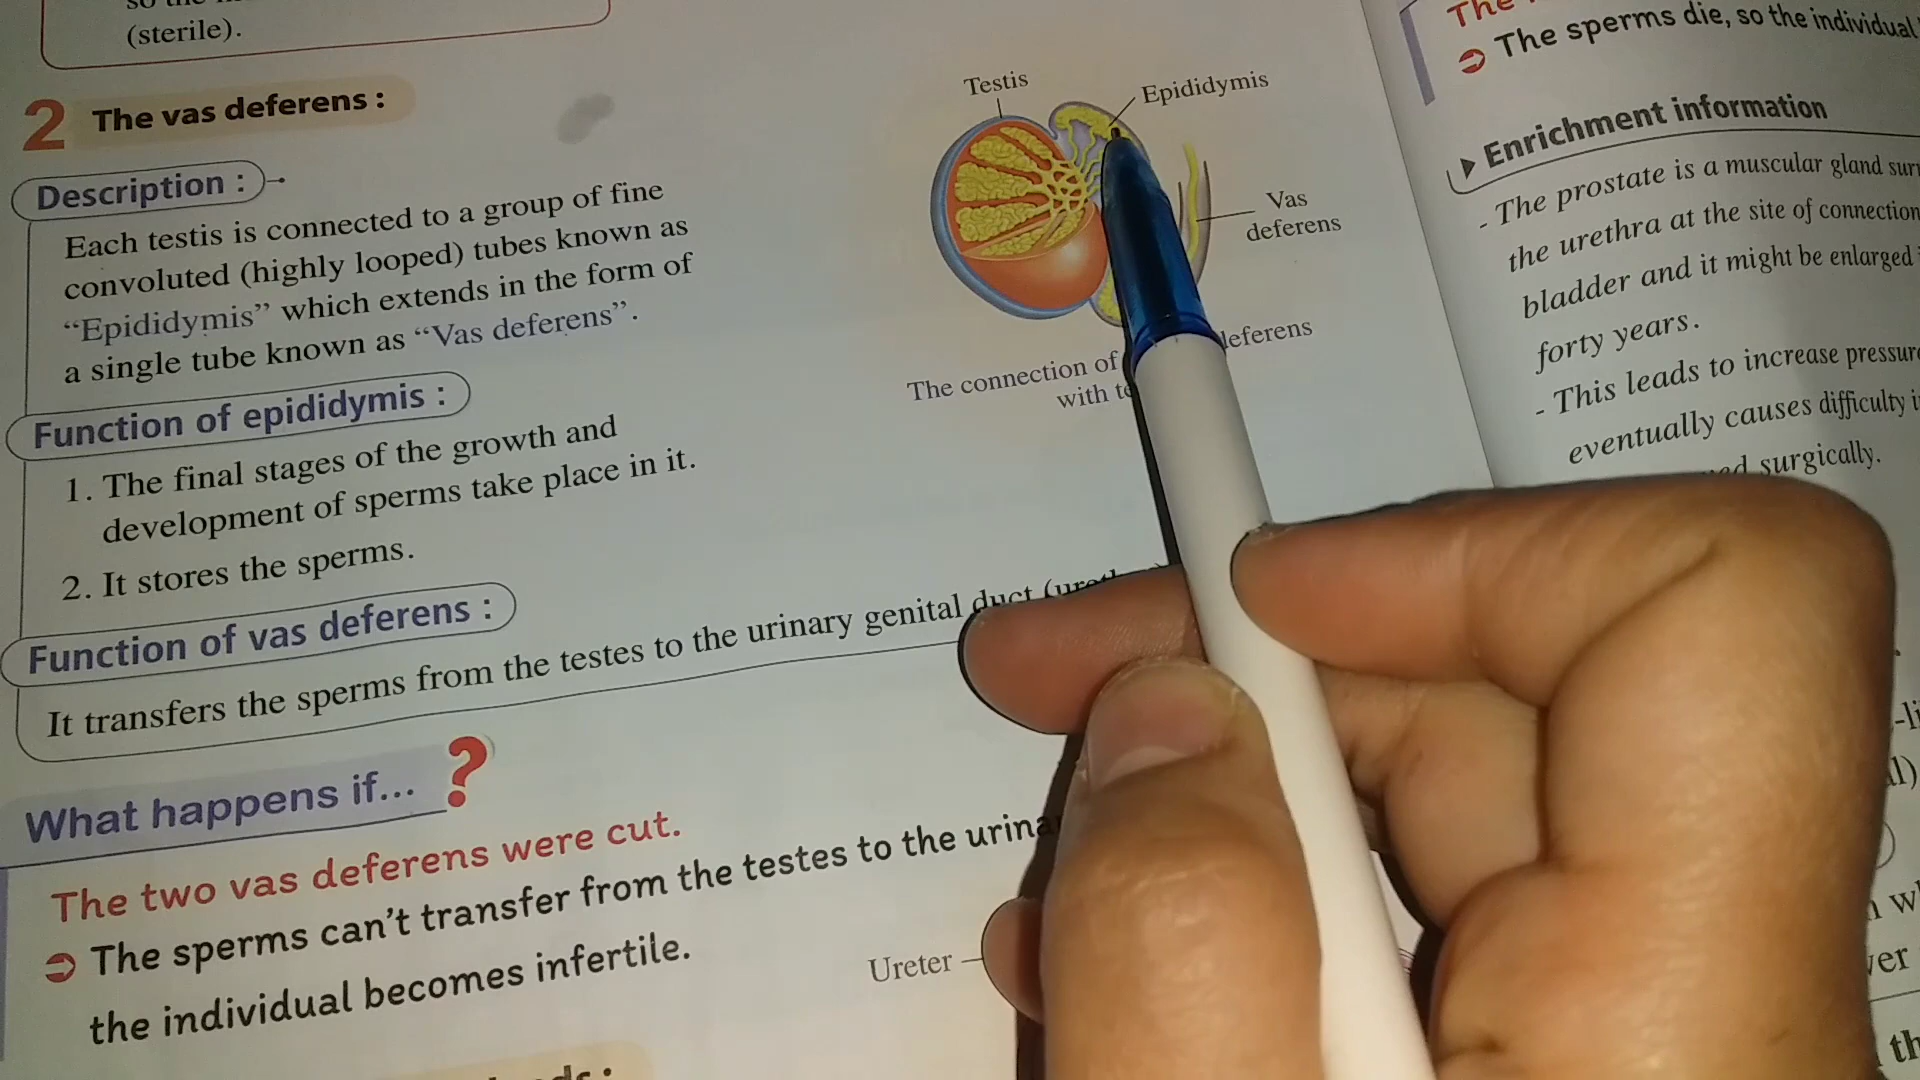 (sterile).
2 The vas deferens :
Description :
Each testis is connected to a group of fine
convoluted (highly looped) tubes known as
“Epididymis” which extends in the form of
a single tube known as “Vas deferens”.
Function of epididymis :
1. The final stages of the growth and
development of sperms take place in it.
2. It stores the sperms.
Function of vas deferens :
It transfers the sperms from the testes to the urinary genital duct
What happens if... ?
The two vas deferens were cut.
The sperms can’t transfer from the testes to the
the individual becomes infertile.
Testis
Epididymis
Vas
deferens
The connection of deferens
with
Ureter
The
The sperms die, so the individual
Enrichment information
- The prostate is a muscular gland
the urethra at the site of connection
bladder and it might be enlarged
forty years.
- This leads to increase pressure
eventually causes difficulty
surgically.